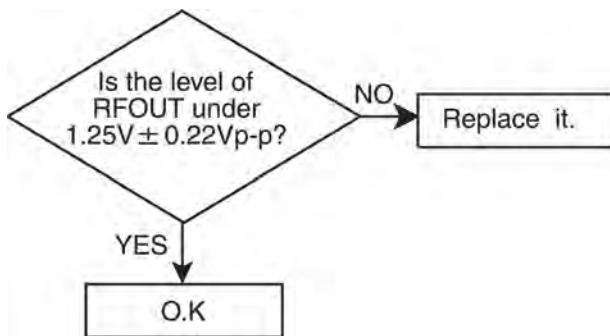 Is the level of
RFOUT under
1.25V ± 0.22Vp-p?
NO
Replace it.
YES
O.K